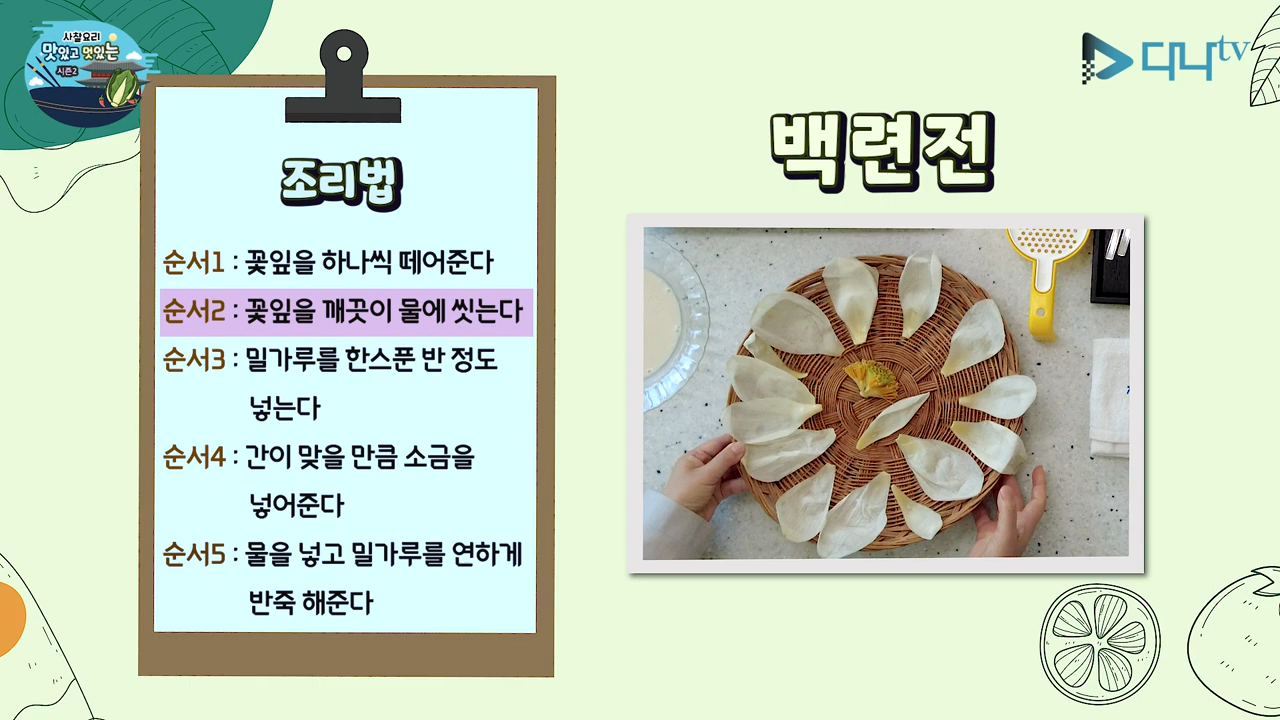 사찰요리
맛있고 멋있는
시즌2
디니tv
백련전
조리법
순서1 : 꽃잎을 하나씩 떼어준다
순서2 : 꽃잎을 깨끗이 물에 씻는다
순서3 : 밀가루를 한스푼 반 정도
넣는다
순서4 : 간이 맞을 만큼 소금을
넣어준다
순서5 : 물을 넣고 밀가루를 연하게
반죽 해준다